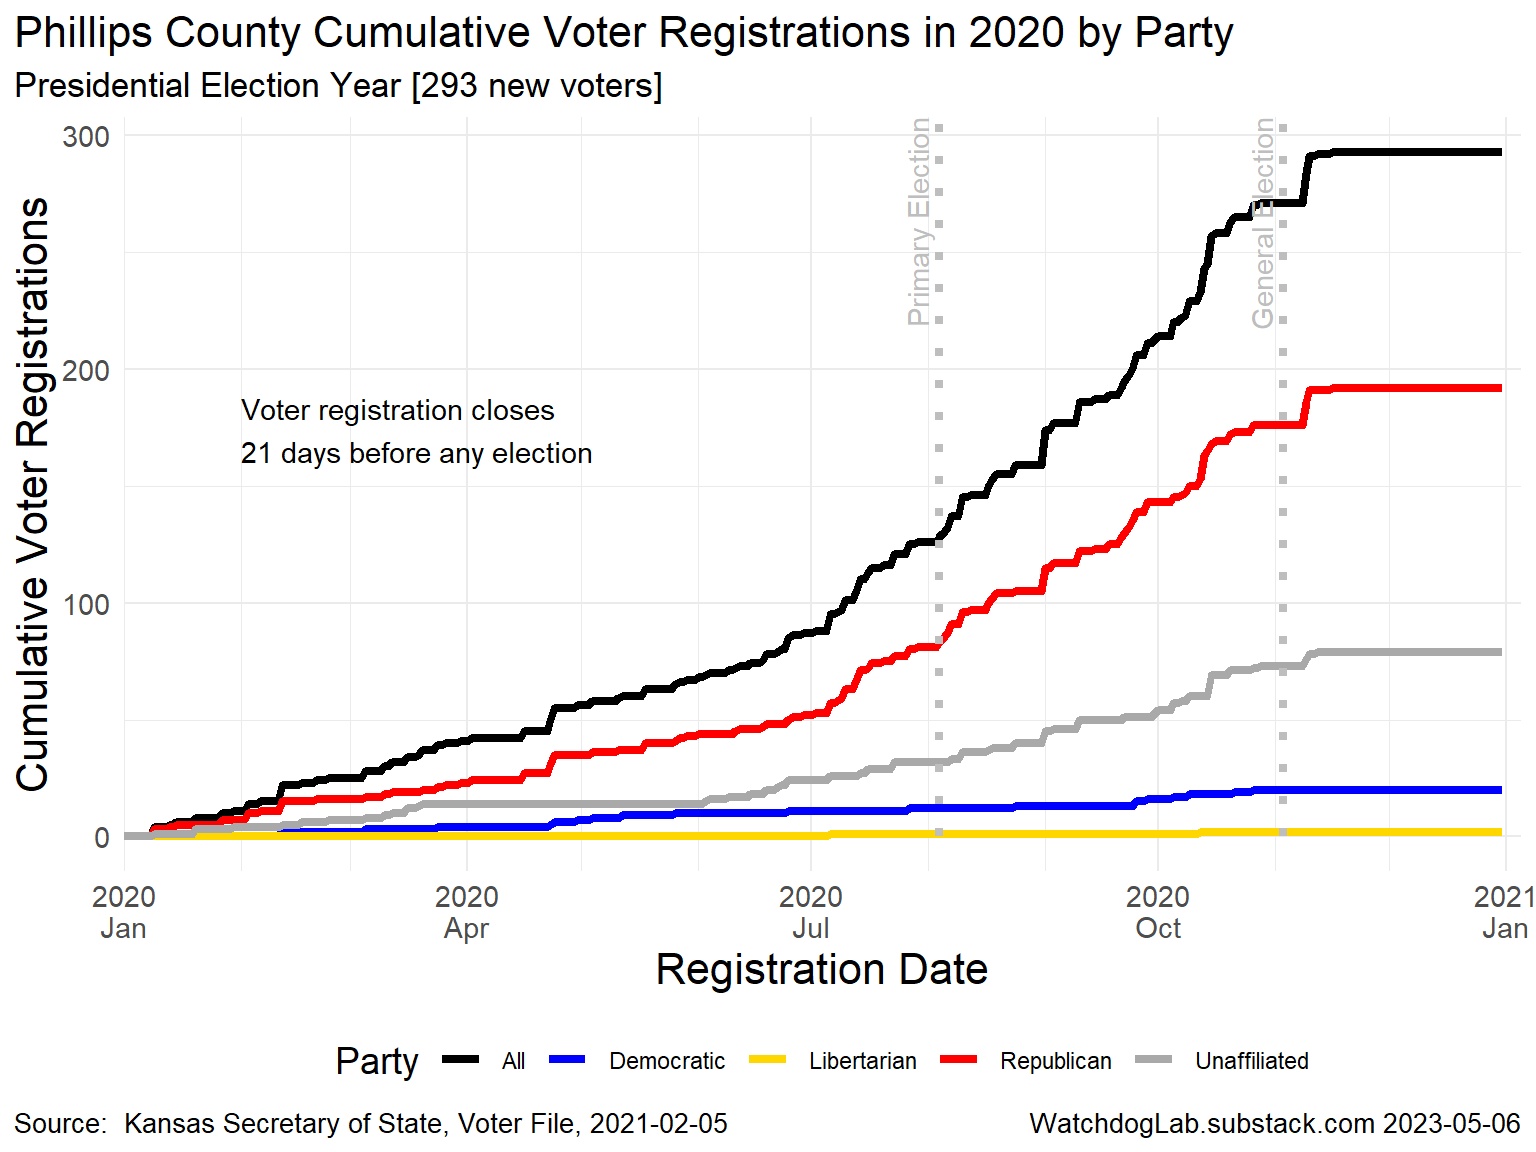 Phillips County Cumulative Voter Registrations in 2020 by Party
Presidential Election Year [293 new voters]
Cumulative Voter Registrations
300
200
100
0
Primary Election
General Election
Voter registration closes
21 days before any election
2020 2020 2020 2020 2021
Jan Apr Jul Oct Jan
Registration Date
Party All Democratic Libertarian Republican Unaffiliated
Source:  Kansas Secretary of State, Voter File, 2021-02-05
WatchdogLab.substack.com 2023-05-06